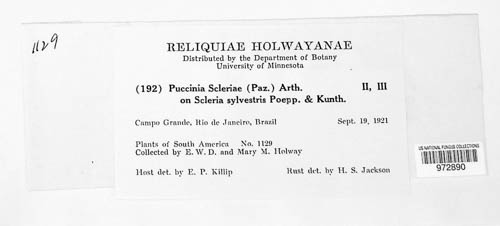 1129
RELIQUIAE HOLWAYANAE
Distributed by the Department of Botany
University of Minnesota
(192) Puccinia Scleriae (Paz.) Arth. II, III
on Scleria sylvestris Poepp. & Kunth.
Campo Grande, Rio de Janeiro, Brazil Sept. 19, 1921
Plants of South America No. 1129
Collected by E. W. D. and Mary M. Holway
Host det. by E. P. Killip Rust det. by H. S. Jackson
US NATIONAL FUNGUS COLLECTIONS
972890